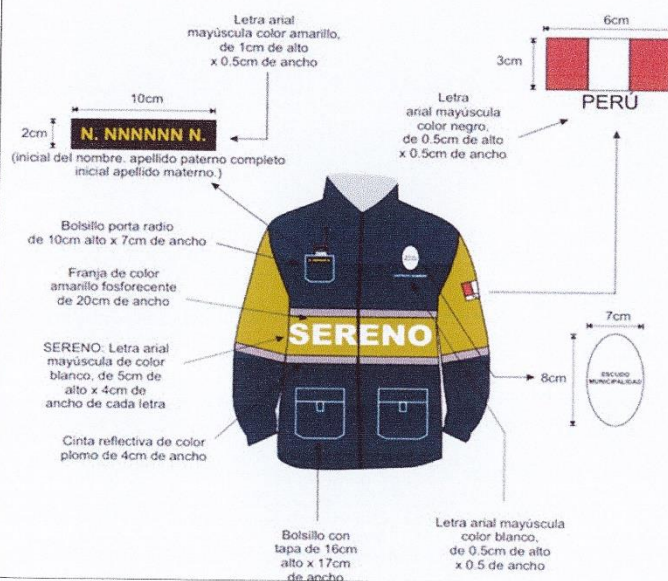 Letra arial
mayúscula color amarillo,
de 1cm de alto
x 0.5cm de ancho
6cm
3cm
PERÚ
Letra
arial mayúscula
color negro,
de 0.5cm de alto
x 0.5cm de ancho
10cm
2cm
N. NNNNNN N.
(inicial del nombre. apellido paterno completo
inicial apellido materno.)
Bolsillo porta radio
de 10cm alto x 7cm de ancho
Franja de color
amarillo fosforecente
de 20cm de ancho
SERENO
SERENO: Letra arial
mayúscula de color
blanco, de 5cm de
alto x 4cm de
ancho de cada letra
Cinta reflectiva de color
plomo de 4cm de ancho
7cm
8cm
ESCUDO
MUNICIPALIDAD
Bolsillo con
tapa de 16cm
alto x 17cm
de ancho
Letra arial mayúscula
color blanco,
de 0.5cm de alto
x 0.5 de ancho